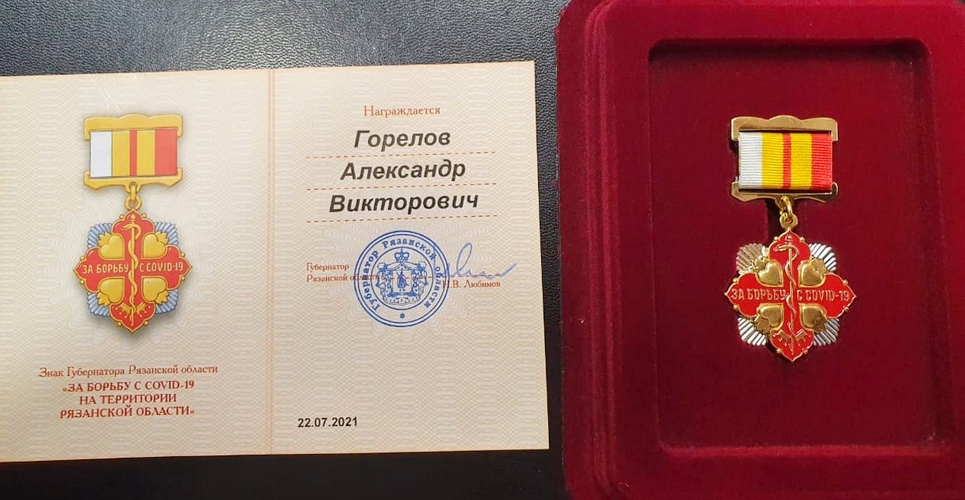 ЗА БОРЬБУ С COVID-19
Знак Губернатора Рязанской области
«ЗА БОРЬБУ С COVID-19
НА ТЕРРИТОРИИ
РЯЗАНСКОЙ ОБЛАСТИ»
Награждается
Горелов
Александр
Викторович
Губернатор
Рязанской области
Н.В. Любимов
Губернатор Рязанской области
22.07.2021
ЗА БОРЬБУ С COVID-19